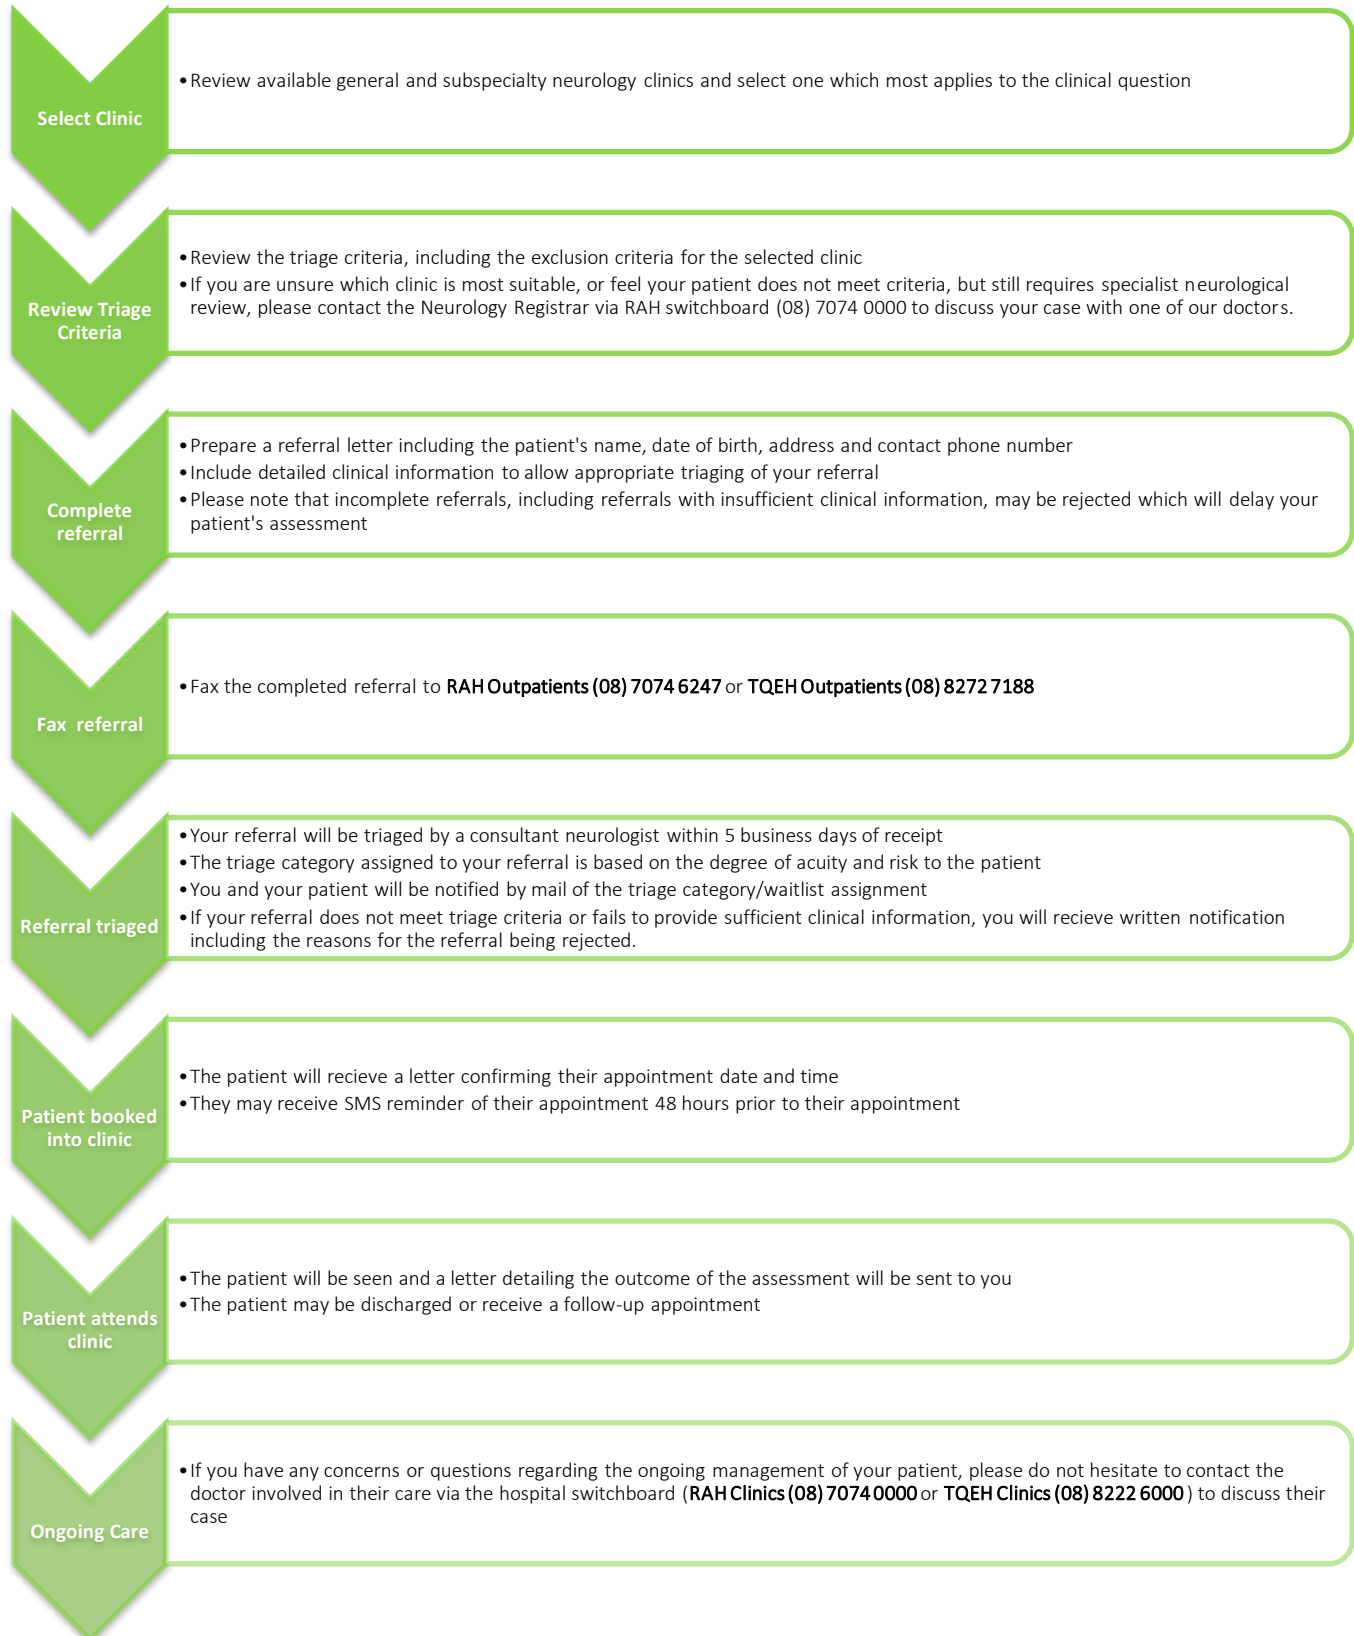 Select Clinic
•Review available general and subspecialty neurology clinics and select one which most applies to the clinical question
Review Triage
Criteria
•Review the triage criteria, including the exclusion criteria for the selected clinic
•If you are unsure which clinic is most suitable, or feel your patient does not meet criteria, but still requires specialist neurological
review, please contact the Neurology Registrar via RAH switchboard (08) 7074 0000 to discuss your case with one of our doctors.
Complete
referral
•Prepare a referral letter including the patient's name, date of birth, address and contact phone number
•Include detailed clinical information to allow appropriate triaging of your referral
•Please note that incomplete referrals, including referrals with insufficient clinical information, may be rejected which will delay your
patient's assessment
Fax referral
•Fax the completed referral to RAH Outpatients (08) 7074 6247 or TQEH Outpatients (08) 8272 7188
Referral triaged
•Your referral will be triaged by a consultant neurologist within 5 business days of receipt
•The triage category assigned to your referral is based on the degree of acuity and risk to the patient
•You and your patient will be notified by mail of the triage category/waitlist assignment
•If your referral does not meet triage criteria or fails to provide sufficient clinical information, you will recieve written notification
including the reasons for the referral being rejected.
Patient booked
into clinic
•The patient will recieve a letter confirming their appointment date and time
•They may receive SMS reminder of their appointment 48 hours prior to their appointment
Patient attends
clinic
•The patient will be seen and a letter detailing the outcome of the assessment will be sent to you
•The patient may be discharged or receive a follow-up appointment
Ongoing Care
•If you have any concerns or questions regarding the ongoing management of your patient, please do not hesitate to contact the
doctor involved in their care via the hospital switchboard (RAH Clinics (08) 7074 0000 or TQEH Clinics (08) 8222 6000) to discuss their
case